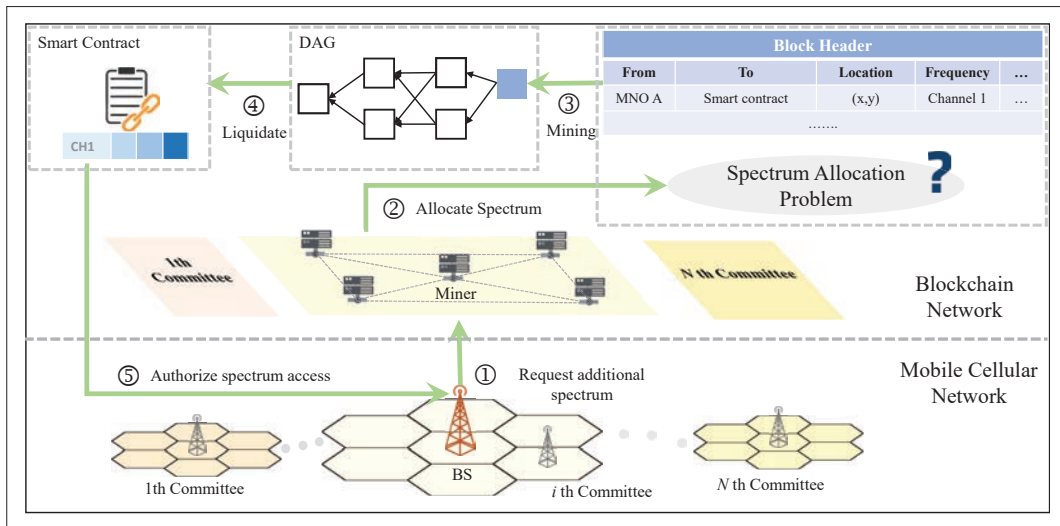 Smart Contract
CH1
④
Liquidate
DAG
③
Mining
Block Header
From To Location Frequency ...
MNO A Smart contract (x,y) Channel 1 ...
.......
Spectrum Allocation
Problem
?
② Allocate Spectrum
1th
Committee
Miner
N th Committee
Blockchain
Network
⑤ Authorize spectrum access
①
Request additional
spectrum
Mobile Cellular
Network
1th Committee
BS
i th Committee
N th Committee